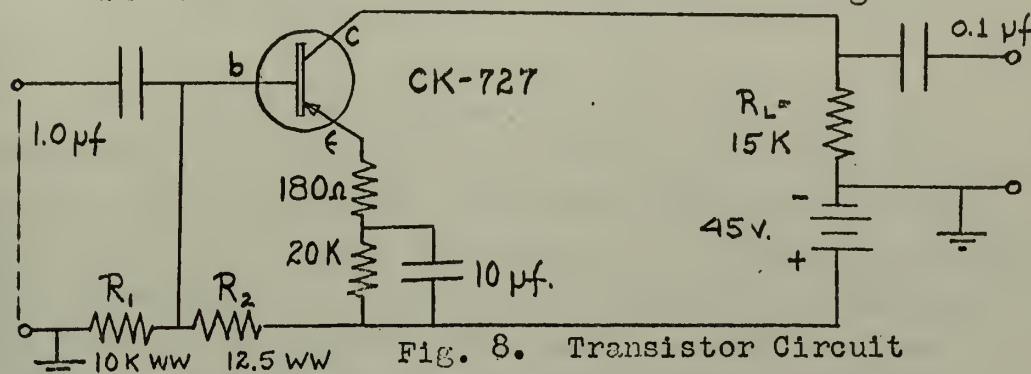 0.1 µf
b
c
CK-727
1.0 µf
ε
R_L=
15 K
180Ω
-
45 v.
+
20 K
10 µf.
R₁
R₂
10K WW
12.5 WW
Fig. 8. Transistor Circuit